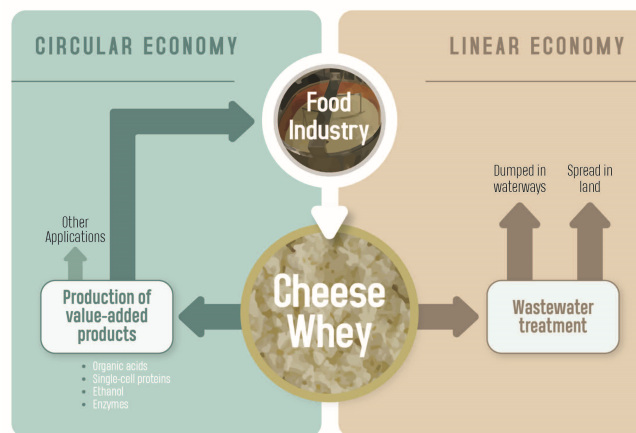 CIRCULAR ECONOMY
LINEAR ECONOMY
Food
Industry
Dumped in
waterways
Spread in
land
Other
Applications
Cheese
Whey
Production of
value-added
products
Wastewater
treatment
• Organic acids
• Single-cell proteins
• Ethanol
• Enzymes